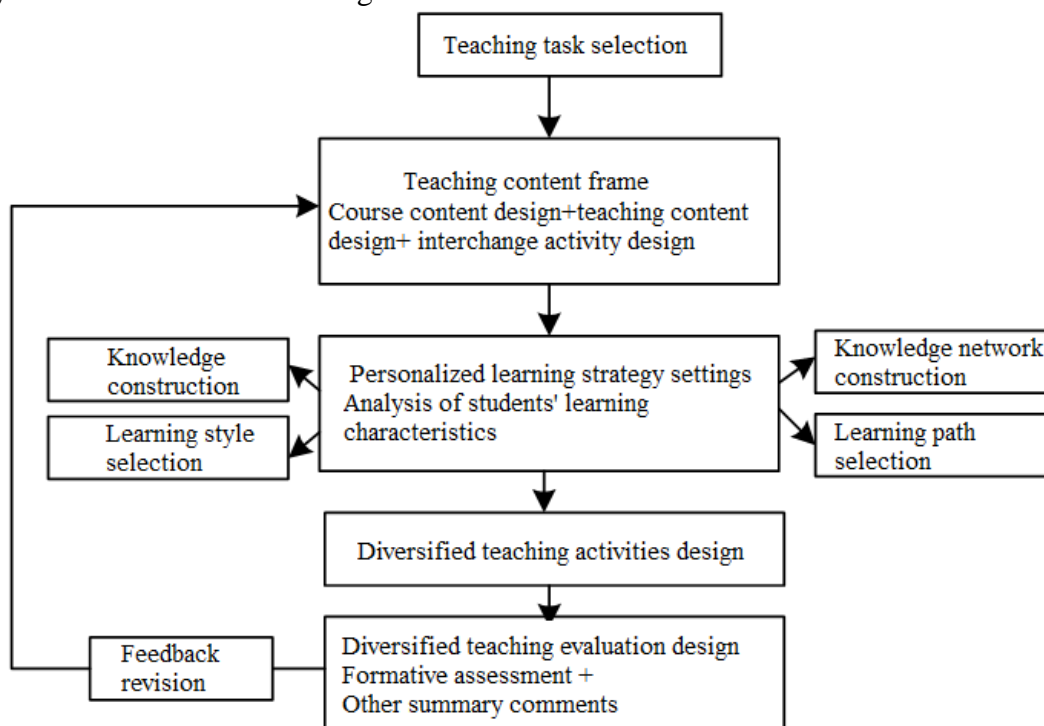 Teaching task selection
Teaching content frame
Course content design+teaching content
design+ interchange activity design
Knowledge
construction
Learning style
selection
Personalized learning strategy settings
Analysis of students' learning
characteristics
Knowledge network
construction
Learning path
selection
Diversified teaching activities design
Feedback
revision
Diversified teaching evaluation design
Formative assessment +
Other summary comments